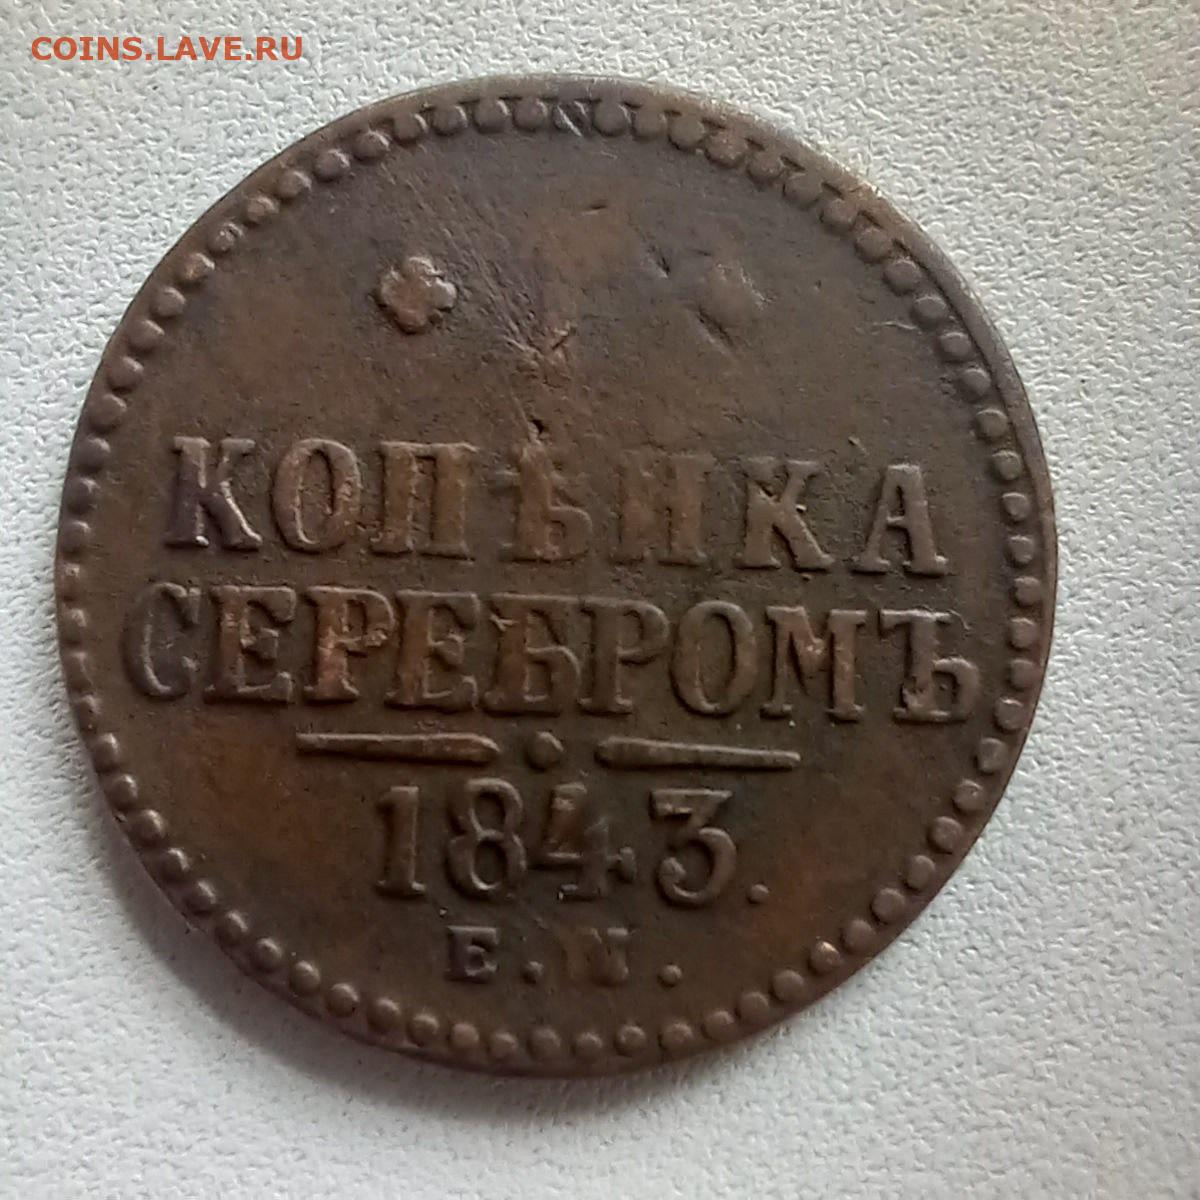 COINS.LAVE.RU
КОПѢЙКА
СЕРЕБРОМЪ
1843.
Е.М.